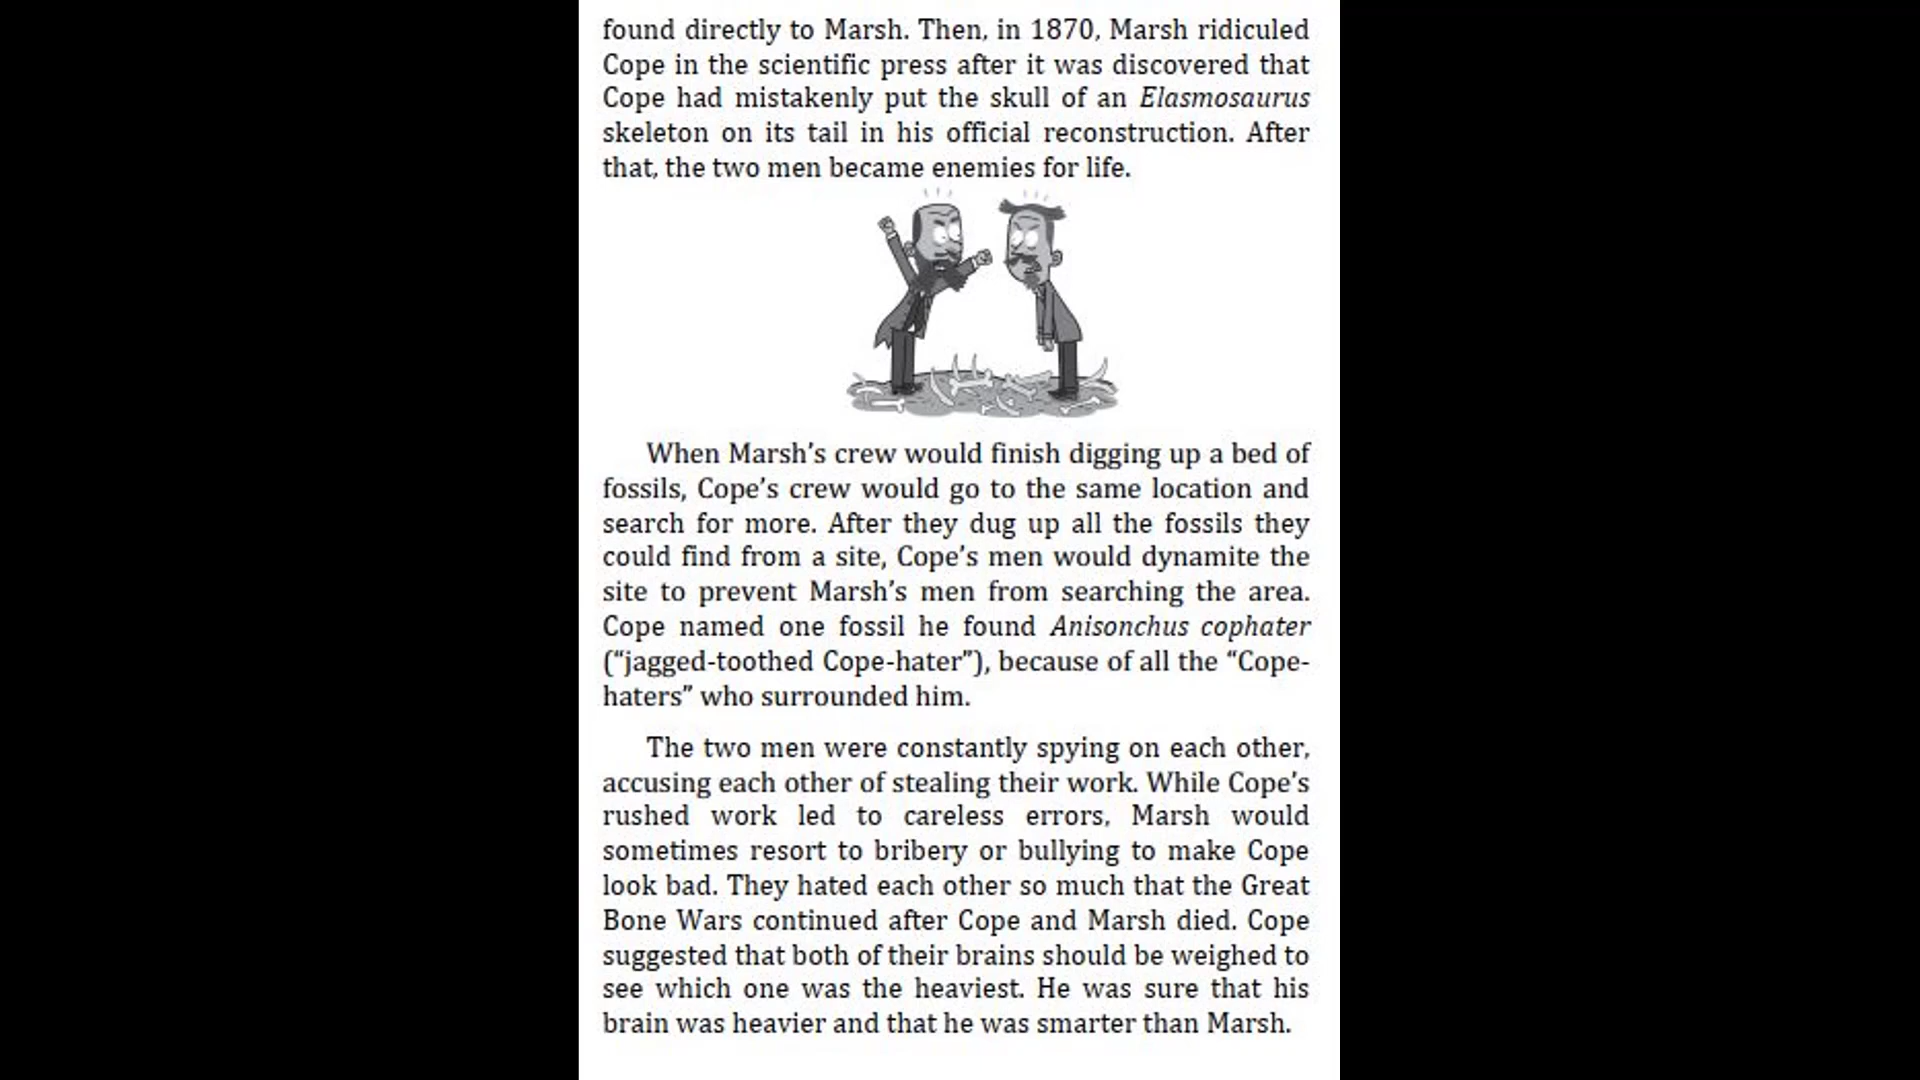 found directly to Marsh. Then, in 1870, Marsh ridiculed
Cope in the scientific press after it was discovered that
Cope had mistakenly put the skull of an Elasmosaurus
skeleton on its tail in his official reconstruction. After
that, the two men became enemies for life.
When Marsh’s crew would finish digging up a bed of
fossils, Cope’s crew would go to the same location and
search for more. After they dug up all the fossils they
could find from a site, Cope’s men would dynamite the
site to prevent Marsh’s men from searching the area.
Cope named one fossil he found Anisonchus cophater
(“jagged-toothed Cope-hater”), because of all the “Cope-
haters” who surrounded him.
The two men were constantly spying on each other,
accusing each other of stealing their work. While Cope’s
rushed work led to careless errors, Marsh would
sometimes resort to bribery or bullying to make Cope
look bad. They hated each other so much that the Great
Bone Wars continued after Cope and Marsh died. Cope
suggested that both of their brains should be weighed to
see which one was the heaviest. He was sure that his
brain was heavier and that he was smarter than Marsh.